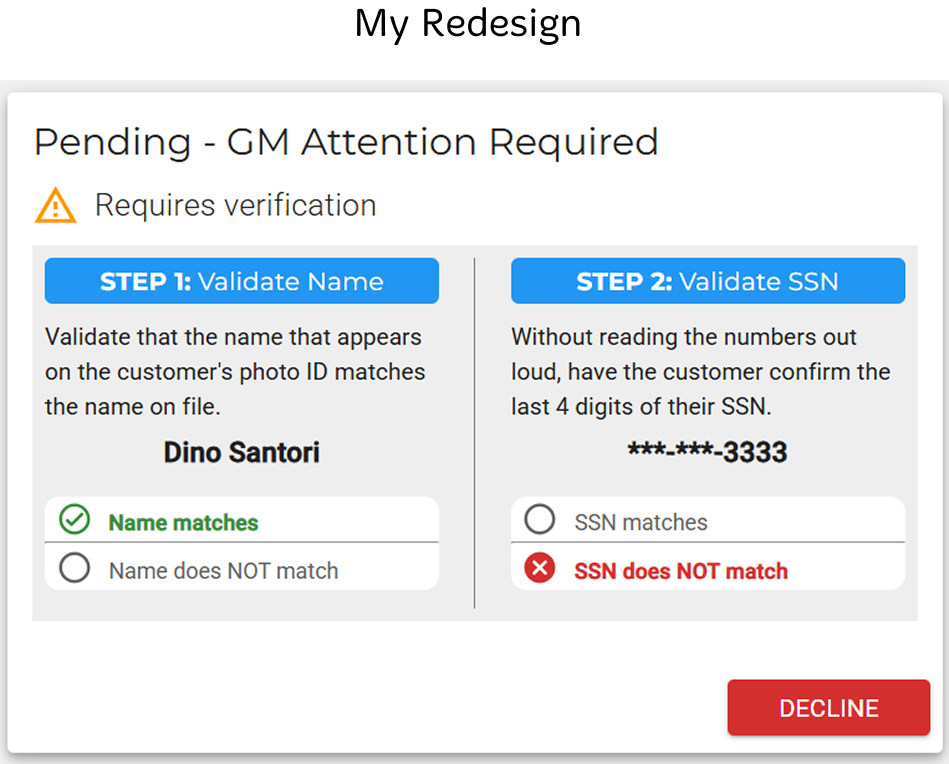 My Redesign
Pending - GM Attention Required
Requires verification
STEP 1: Validate Name
Validate that the name that appears
on the customer's photo ID matches
the name on file.
Dino Santori
Name matches
Name does NOT match
STEP 2: Validate SSN
Without reading the numbers out
loud, have the customer confirm the
last 4 digits of their SSN.
***-***-3333
SSN matches
SSN does NOT match
DECLINE